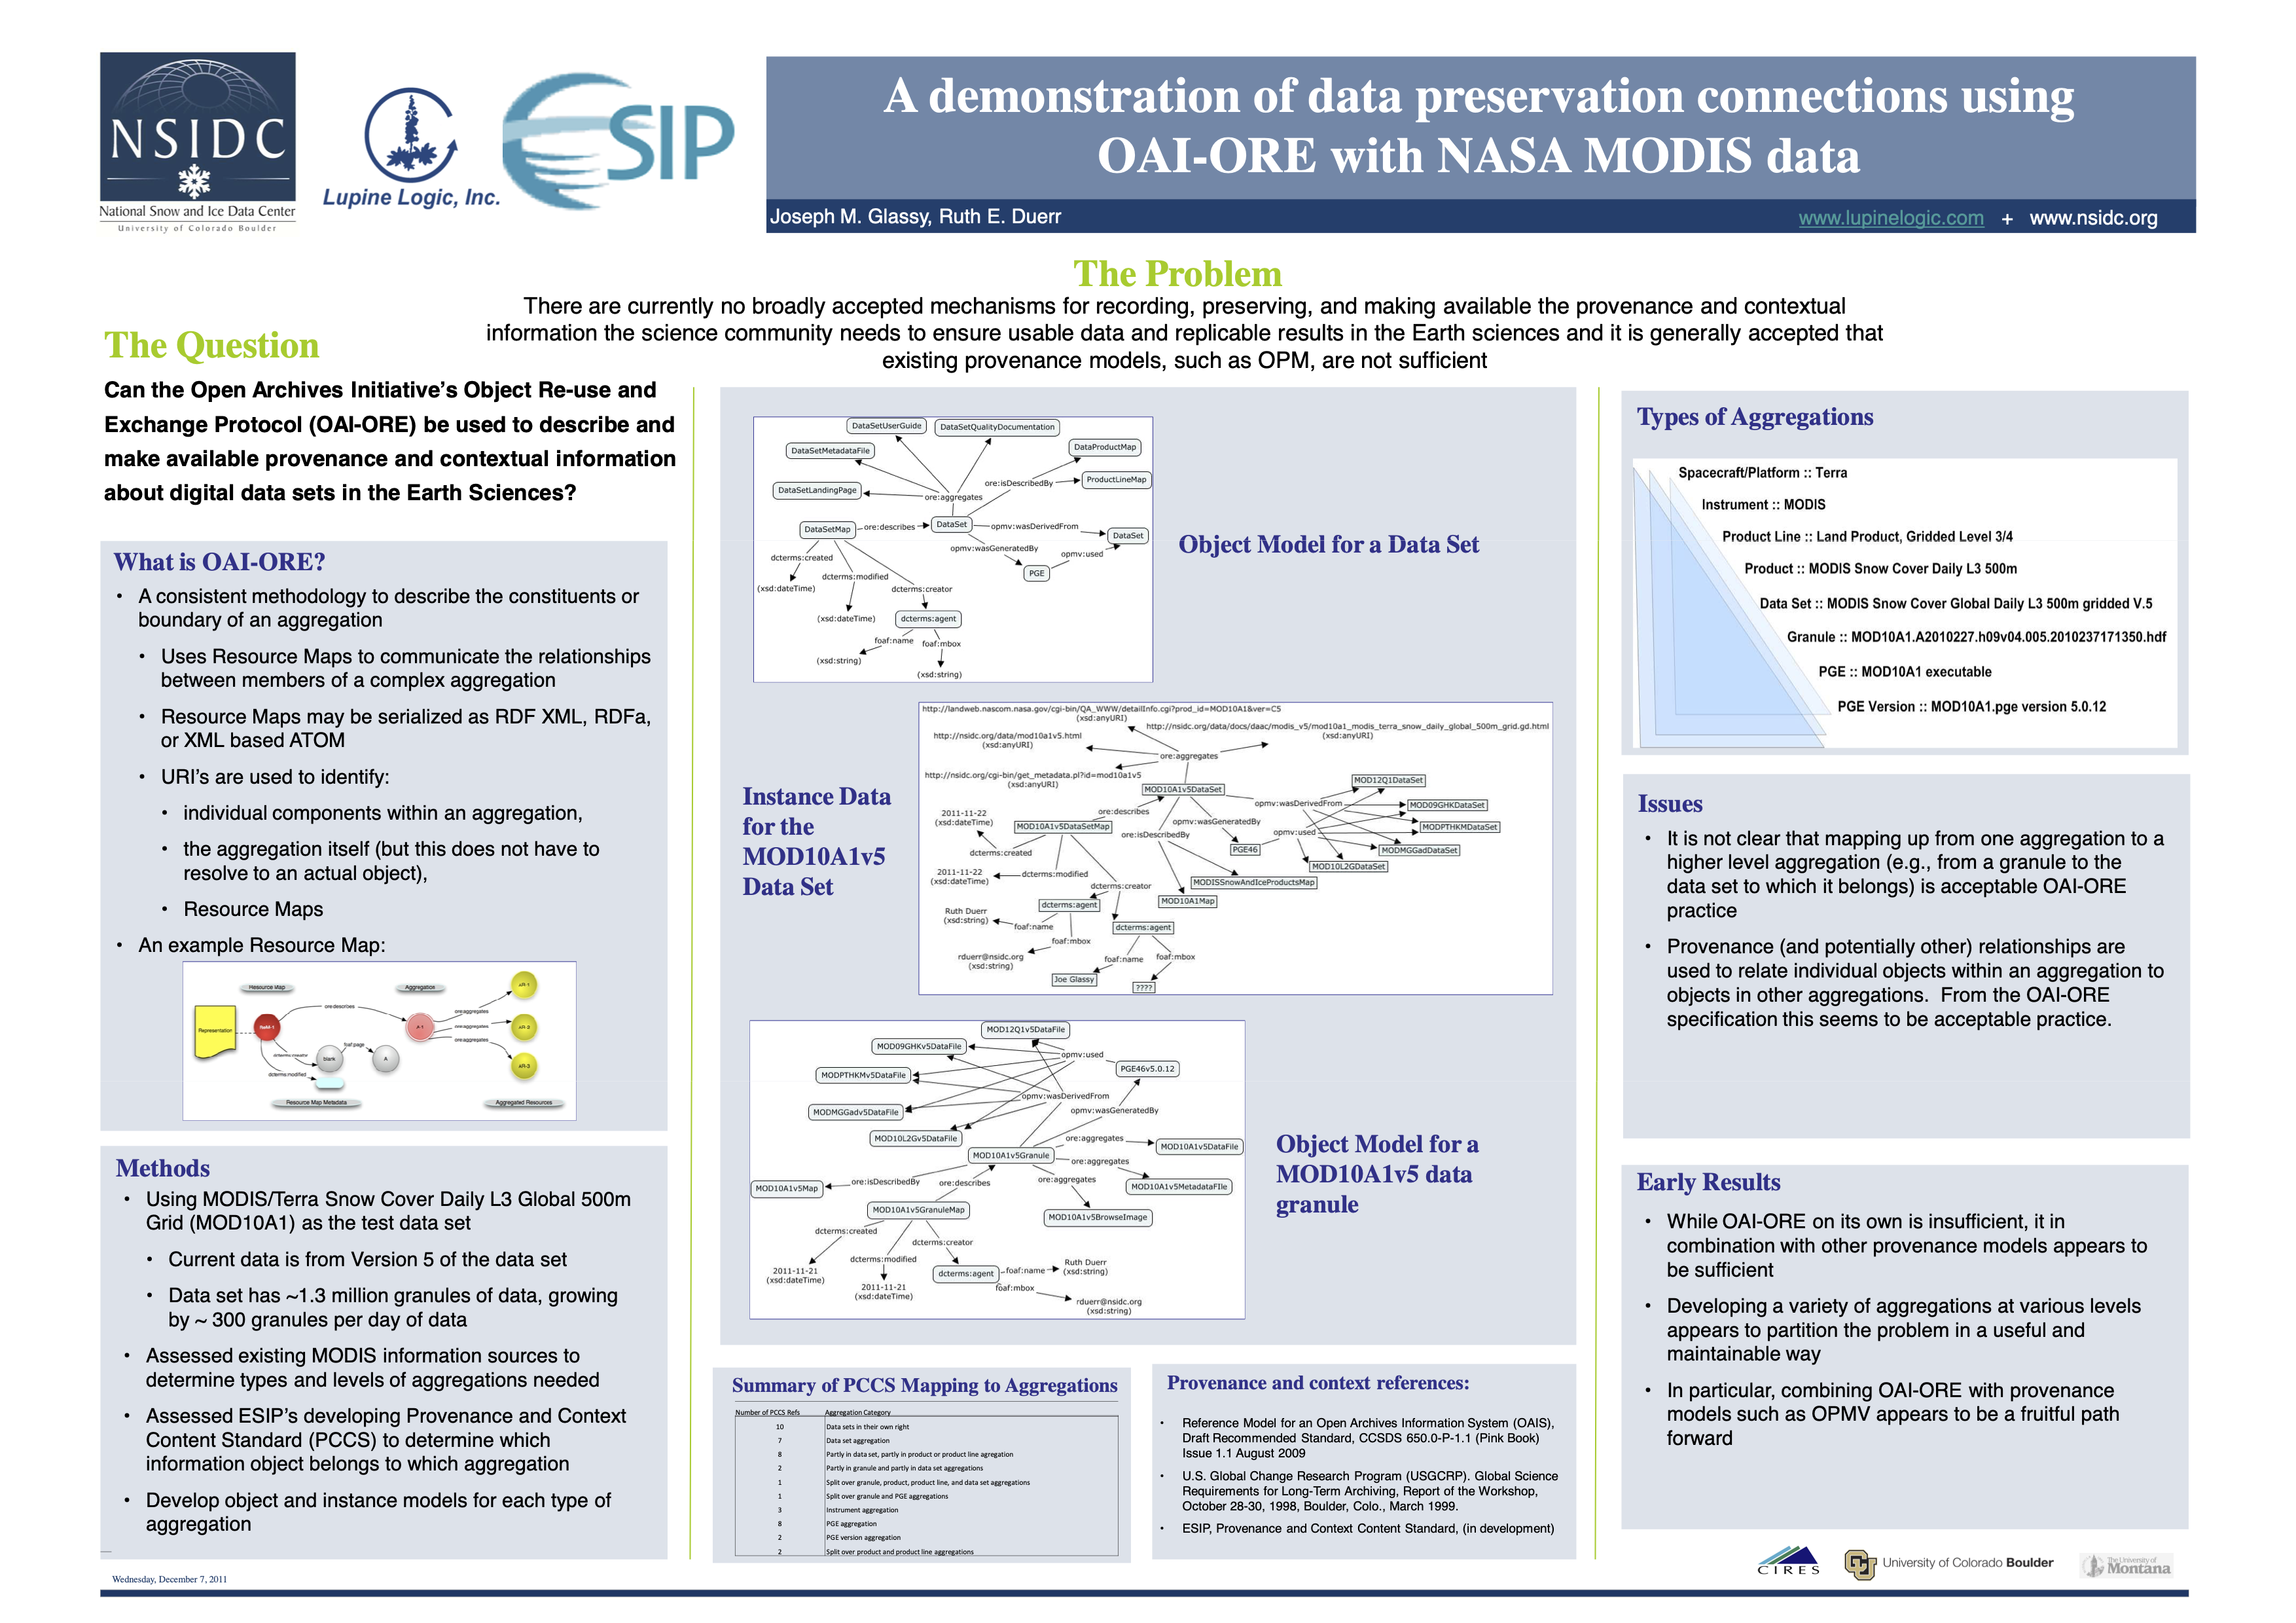 NSIDC
National Snow and Ice Data Center
University of Colorado Boulder
Lupine Logic, Inc.
ESIP
A demonstration of data preservation connections using
OAI-ORE with NASA MODIS data
Joseph M. Glassy, Ruth E. Duerr
www.lupinelogic.com + www.nsidc.org
The Problem
There are currently no broadly accepted mechanisms for recording, preserving, and making available the provenance and contextual
information the science community needs to ensure usable data and replicable results in the Earth sciences and it is generally accepted that
existing provenance models, such as OPM, are not sufficient
The Question
Can the Open Archives Initiative's Object Re-use and
Exchange Protocol (OAI-ORE) be used to describe and
make available provenance and contextual information
about digital data sets in the Earth Sciences?
What is OAI-ORE?
• A consistent methodology to describe the constituents or
boundary of an aggregation
• Uses Resource Maps to communicate the relationships
between members of a complex aggregation
• Resource Maps may be serialized as RDF XML, RDFa,
or XML based ATOM
• URI's are used to identify:
• individual components within an aggregation,
• the aggregation itself (but this does not have to
resolve to an actual object),
• Resource Maps
• An example Resource Map:
Resource Map
Aggregation
AR-1
ore:describes
ore:aggregates
Representation
ReM-1
A-1
ore:aggregates
AR-2
ore:aggregates
dcterms:creator
blank
foaf:page
A
AR-3
dcterms:modified
Resource Map Metadata
Aggregated Resources
Methods
• Using MODIS/Terra Snow Cover Daily L3 Global 500m
Grid (MOD10A1) as the test data set
• Current data is from Version 5 of the data set
• Data set has ~1.3 million granules of data, growing
by ~ 300 granules per day of data
• Assessed existing MODIS information sources to
determine types and levels of aggregations needed
• Assessed ESIP's developing Provenance and Context
Content Standard (PCCS) to determine which
information object belongs to which aggregation
• Develop object and instance models for each type of
aggregation
DataSetUserGuide
DataSetQualityDocumentation
DataSetMetadataFile
DataProductMap
DataSetLandingPage
ore:isDescribedBy
ProductLineMap
ore:aggregates
DataSetMap
ore:describes
DataSet
opmv:wasDerivedFrom
DataSet
dcterms:created
opmv:wasGeneratedBy
opmv:used
PGE
(xsd:dateTime)
dcterms:modified
dcterms:creator
(xsd:dateTime)
dcterms:agent
foaf:name
foaf:mbox
(xsd:string)
(xsd:string)
Object Model for a Data Set
Instance Data
for the
MOD10A1v5
Data Set
http://landweb.nascom.nasa.gov/cgi-bin/QA_WWW/detailInfo.cgi?prod_id=MOD10A1&ver=C5
(xsd:anyURI)
http://nsidc.org/data/docs/daac/modis_v5/mod10a1_modis_terra_snow_daily_global_500m_grid.gd.html
(xsd:anyURI)
http://nsidc.org/data/mod10a1v5.html
(xsd:anyURI)
ore:aggregates
http://nsidc.org/cgi-bin/get_metadata.pl?id=mod10a1v5
(xsd:anyURI)
MOD10A1v5DataSet
MOD12Q1DataSet
opmv:wasDerivedFrom
MOD09GHKDataSet
2011-11-22
(xsd:dateTime)
ore:describes
MOD10A1v5DataSetMap
opmv:wasGeneratedBy
MODPTHKMDataSet
ore:isDescribedBy
opmv:used
dcterms:created
PGE46
MODMGGadDataSet
MOD10L2GDataSet
2011-11-22
(xsd:dateTime)
dcterms:modified
MODISSnowAndIceProductsMap
dcterms:creator
MOD10A1Map
dcterms:agent
Ruth Duerr
(xsd:string)
foaf:name
dcterms:agent
foaf:mbox
rduerr@nsidc.org
(xsd:string)
foaf:name
foaf:mbox
Joe Glassy
????
MOD12Q1v5DataFile
MOD09GHKv5DataFile
opmv:used
PGE46v5.0.12
MODPTHKMv5DataFile
opmv:wasDerivedFrom
MODMGGadv5DataFile
opmv:wasGeneratedBy
MOD10L2Gv5DataFile
ore:aggregates
MOD10A1v5DataFile
MOD10A1v5Granule
ore:aggregates
MOD10A1v5Map
ore:isDescribedBy
ore:describes
ore:aggregates
MOD10A1v5MetadataFIle
MOD10A1v5GranuleMap
MOD10A1v5BrowseImage
dcterms:created
dcterms:creator
dcterms:modified
2011-11-21
(xsd:dateTime)
dcterms:agent
foaf:name
Ruth Duerr
(xsd:string)
2011-11-21
(xsd:dateTime)
foaf:mbox
rduerr@nsidc.org
(xsd:string)
Object Model for a
MOD10A1v5 data
granule
Summary of PCCS Mapping to Aggregations
Number of PCCS Refs Aggregation Category
10 Data sets in their own right
7 Data set aggregation
8 Partly in data set, partly in product or product line agregation
2 Partly in granule and partly in data set aggregations
1 Split over granule, product, product line, and data set aggregations
1 Split over granule and PGE aggregations
3 Instrument aggregation
8 PGE aggregation
2 PGE version aggregation
2 Split over product and product line aggregations
Provenance and context references:
• Reference Model for an Open Archives Information System (OAIS),
Draft Recommended Standard, CCSDS 650.0-P-1.1 (Pink Book)
Issue 1.1 August 2009
• U.S. Global Change Research Program (USGCRP). Global Science
Requirements for Long-Term Archiving, Report of the Workshop,
October 28-30, 1998, Boulder, Colo., March 1999.
• ESIP, Provenance and Context Content Standard, (in development)
Types of Aggregations
Spacecraft/Platform :: Terra
Instrument :: MODIS
Product Line :: Land Product, Gridded Level 3/4
Product :: MODIS Snow Cover Daily L3 500m
Data Set :: MODIS Snow Cover Global Daily L3 500m gridded V.5
Granule :: MOD10A1.A2010227.h09v04.005.2010237171350.hdf
PGE :: MOD10A1 executable
PGE Version :: MOD10A1.pge version 5.0.12
Issues
• It is not clear that mapping up from one aggregation to a
higher level aggregation (e.g., from a granule to the
data set to which it belongs) is acceptable OAI-ORE
practice
• Provenance (and potentially other) relationships are
used to relate individual objects within an aggregation to
objects in other aggregations. From the OAI-ORE
specification this seems to be acceptable practice.
Early Results
• While OAI-ORE on its own is insufficient, it in
combination with other provenance models appears to
be sufficient
• Developing a variety of aggregations at various levels
appears to partition the problem in a useful and
maintainable way
• In particular, combining OAI-ORE with provenance
models such as OPMV appears to be a fruitful path
forward
CIRES
CU
University of Colorado Boulder
The University of
Montana
Wednesday, December 7, 2011